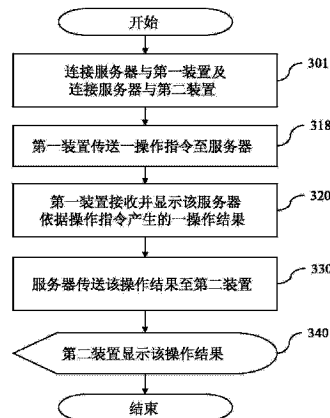 开始
连接服务器与第一装置及
连接服务器与第二装置
301
第一装置传送一操作指令至服务器
318
第一装置接收并显示该服务器
依据操作指令产生的一操作结果
320
服务器传送该操作结果至第二装置
330
第二装置显示该操作结果
340
结束